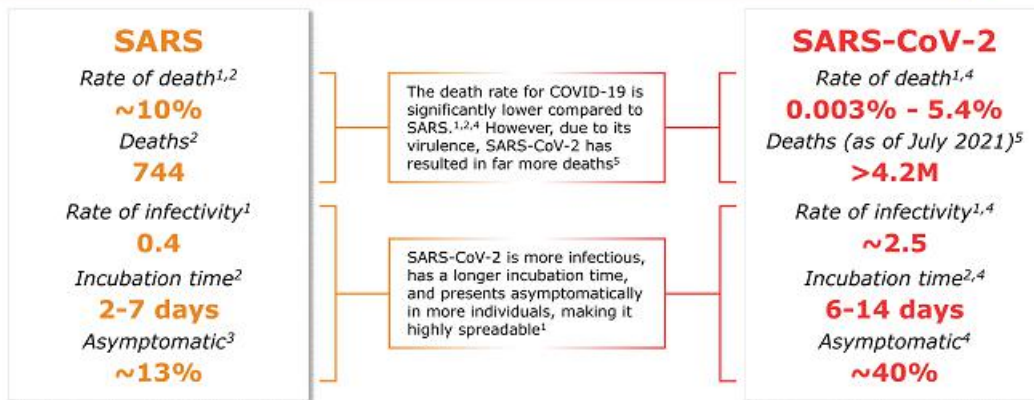 SARS
Rate of death1,2
~10%
Deaths2
744
Rate of infectivity1
0.4
Incubation time2
2-7 days
Asymptomatic3
~13%
The death rate for COVID-19 is
significantly lower compared to
SARS.1,2,4 However, due to its
virulence, SARS-CoV-2 has
resulted in far more deaths5
SARS-CoV-2 is more infectious,
has a longer incubation time,
and presents asymptomatically
in more individuals, making it
highly spreadable1
SARS-CoV-2
Rate of death1,4
0.003% - 5.4%
Deaths (as of July 2021)5
>4.2M
Rate of infectivity1,4
~2.5
Incubation time2,4
6-14 days
Asymptomatic4
~40%